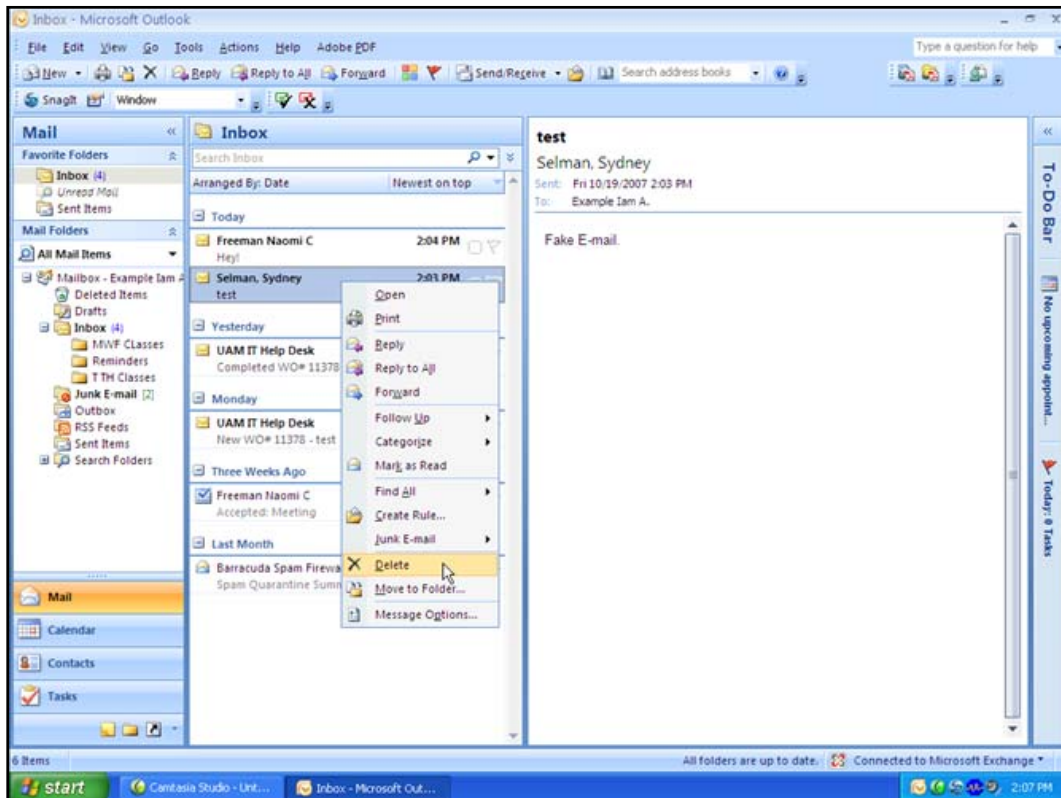 Inbox - Microsoft Outlook
File Edit View Go Tools Actions Help Adobe PDF
Type a question for help
New Reply Reply to All Forward Send/Receive Search address books
SnagIt Window
Mail
Favorite Folders
Inbox (4)
Unread Mail
Sent Items
Mail Folders
All Mail Items
Mailbox - Example Iam A
Deleted Items
Drafts
Inbox (4)
MWF CLasses
Reminders
T TH Classes
Junk E-mail [2]
Outbox
RSS Feeds
Sent Items
Search Folders
Mail
Calendar
Contacts
Tasks
Inbox
Search Inbox
Arranged By: Date Newest on top
Today
Freeman Naomi C 2:04 PM
Hey!
Selman, Sydney 2:03 PM
test
Yesterday
UAM IT Help Desk
Completed WO# 11378
Monday
UAM IT Help Desk
New WO# 11378 - test
Three Weeks Ago
Freeman Naomi C
Accepted: Meeting
Last Month
Barracuda Spam Firewa
Spam Quarantine Summ
Open
Print
Reply
Reply to All
Forward
Follow Up
Categorize
Mark as Read
Find All
Create Rule...
Junk E-mail
Delete
Move to Folder...
Message Options...
test
Selman, Sydney
Sent: Fri 10/19/2007 2:03 PM
To: Example Iam A.
Fake E-mail.
To-Do Bar
No upcoming appoint...
Today: 0 Tasks
6 Items
All folders are up to date. Connected to Microsoft Exchange
start
Camtasia Studio - Unt...
Inbox - Microsoft Out...
2:07 PM